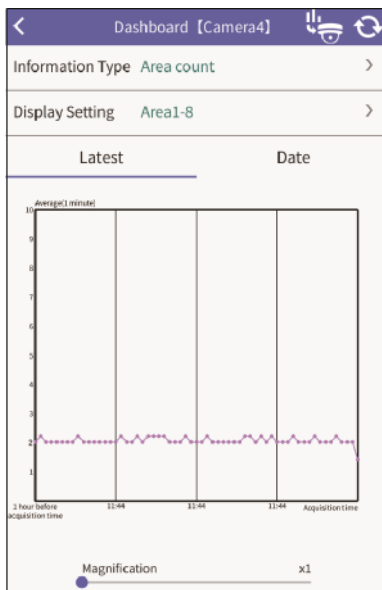 Dashboard【Camera4】
Information Type Area count
Display Setting Area1-8
Latest Date
Average(1 minute)
10
9
8
7
6
5
4
3
2
1
1 hour before acquisition time 11:44 11:44 11:44 Acquisition time
Magnification x1